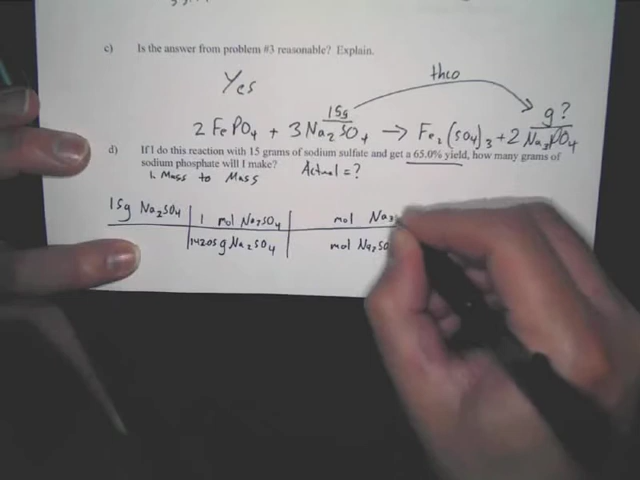 c) Is the answer from problem #3 reasonable? Explain.
Yes
theo
15g
g?
2 FePO4 + 3 Na2SO4 → Fe2(SO4)3 + 2 Na3PO4
d) If I do this reaction with 15 grams of sodium sulfate and get a 65.0% yield, how many grams of
sodium phosphate will I make? Actual = ?
1. Mass to Mass
15g Na2SO4 1 mol Na2SO4 mol Na3
142.05 g Na2SO4 mol Na2SO